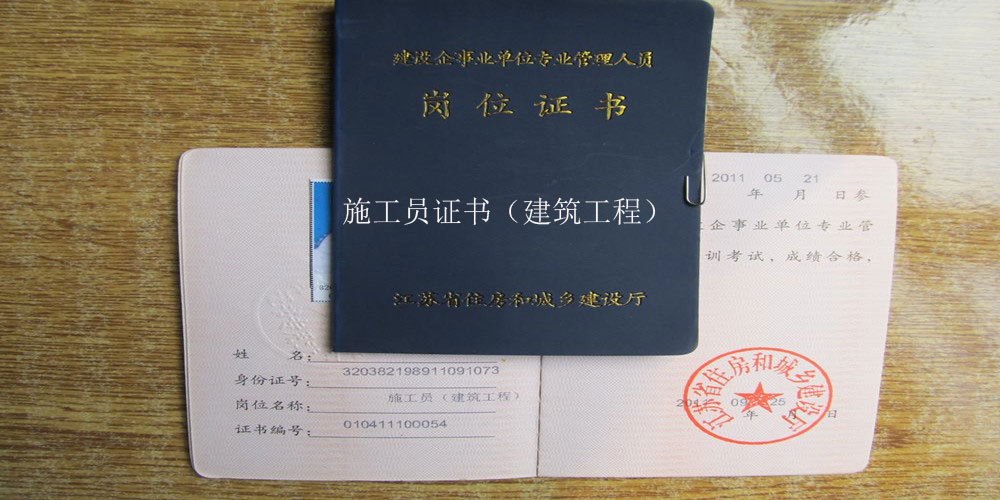 建设企事业单位专业管理人员
岗位证书
施工员证书（建筑工程）
江苏省住房和城乡建设厅
姓 名：
身份证号：320382198911091073
岗位名称：施工员（建筑工程）
证书编号：010411100054
2011 05 21
年 月 日参
企事业单位专业管
训考试、成绩合格，
江苏省住房和城乡建设厅
年 月 日